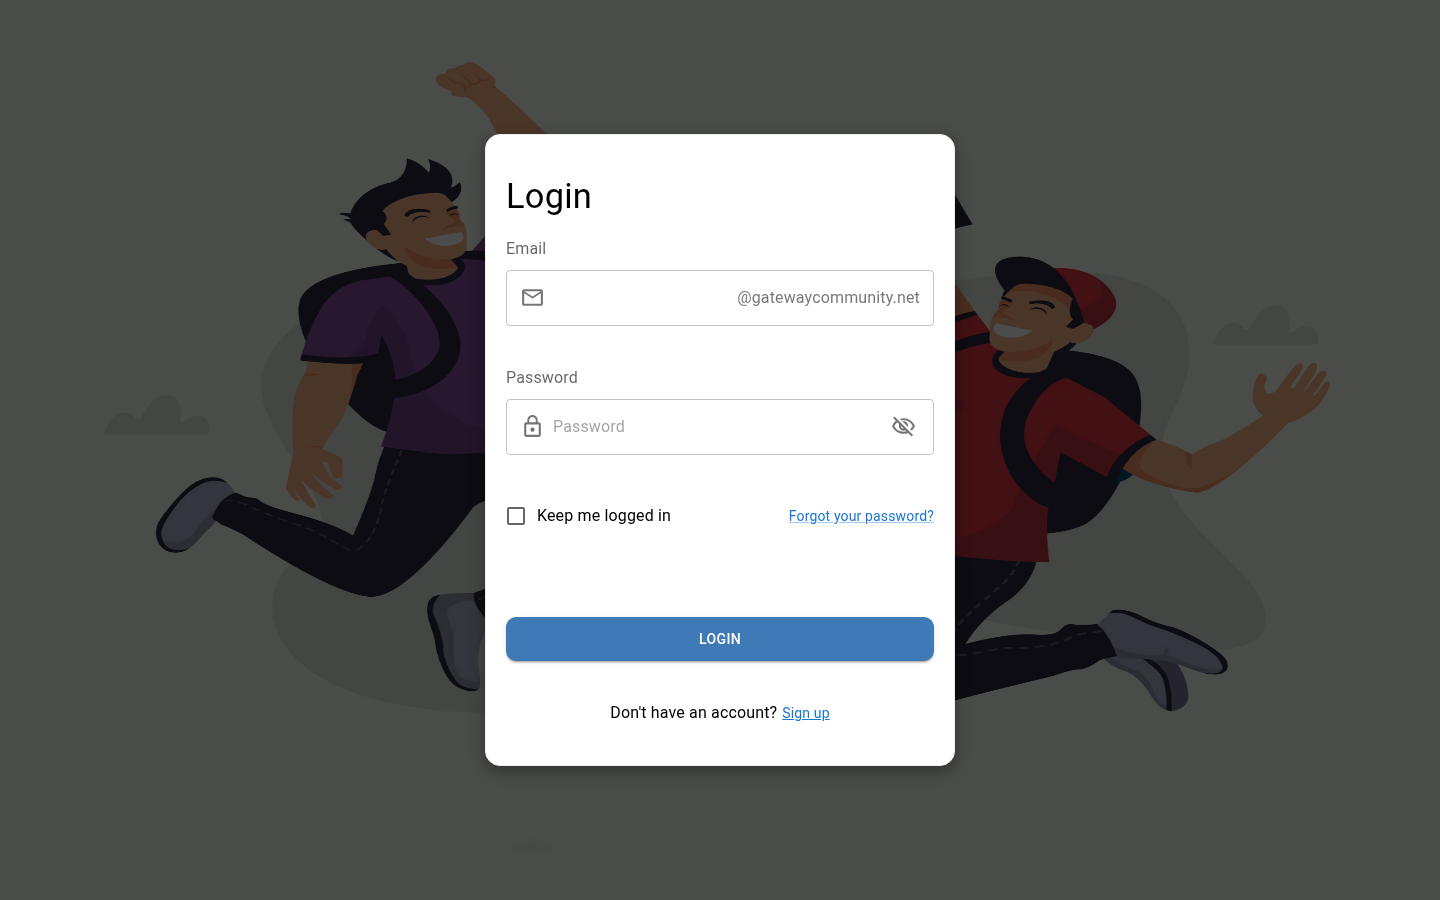 Login
Email
@gatewaycommunity.net
Password
Password
Keep me logged in Forgot your password?
LOGIN
Don't have an account? Sign up